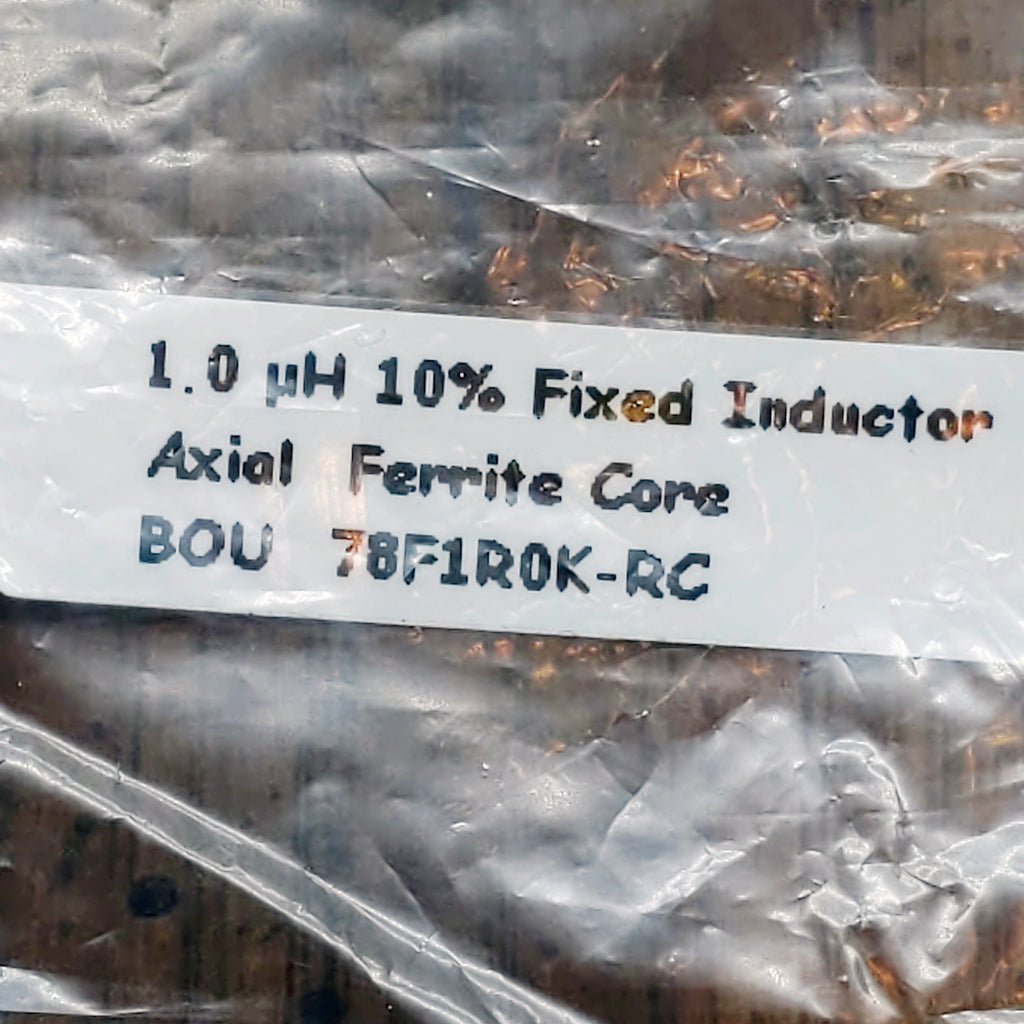 1.0 µH 10% Fixed Inductor
Axial Ferrite Core
BOU 78F1R0K-RC